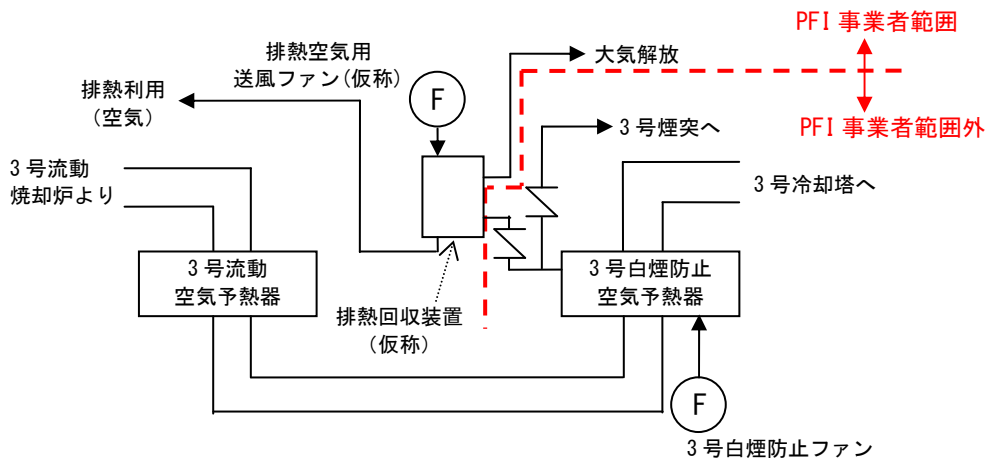 PFI 事業者範囲
排熱空気用
送風ファン(仮称)
大気解放
排熱利用
(空気)
F
3号煙突へ
PFI 事業者範囲外
3号流動
焼却炉より
3号冷却塔へ
3号流動
空気予熱器
3号白煙防止
空気予熱器
排熱回収装置
(仮称)
F
3号白煙防止ファン